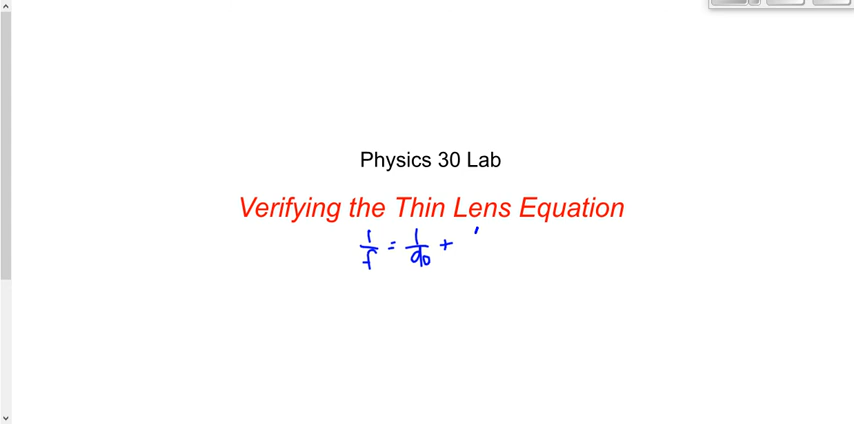 Physics 30 Lab
Verifying the Thin Lens Equation
1/f = 1/do +